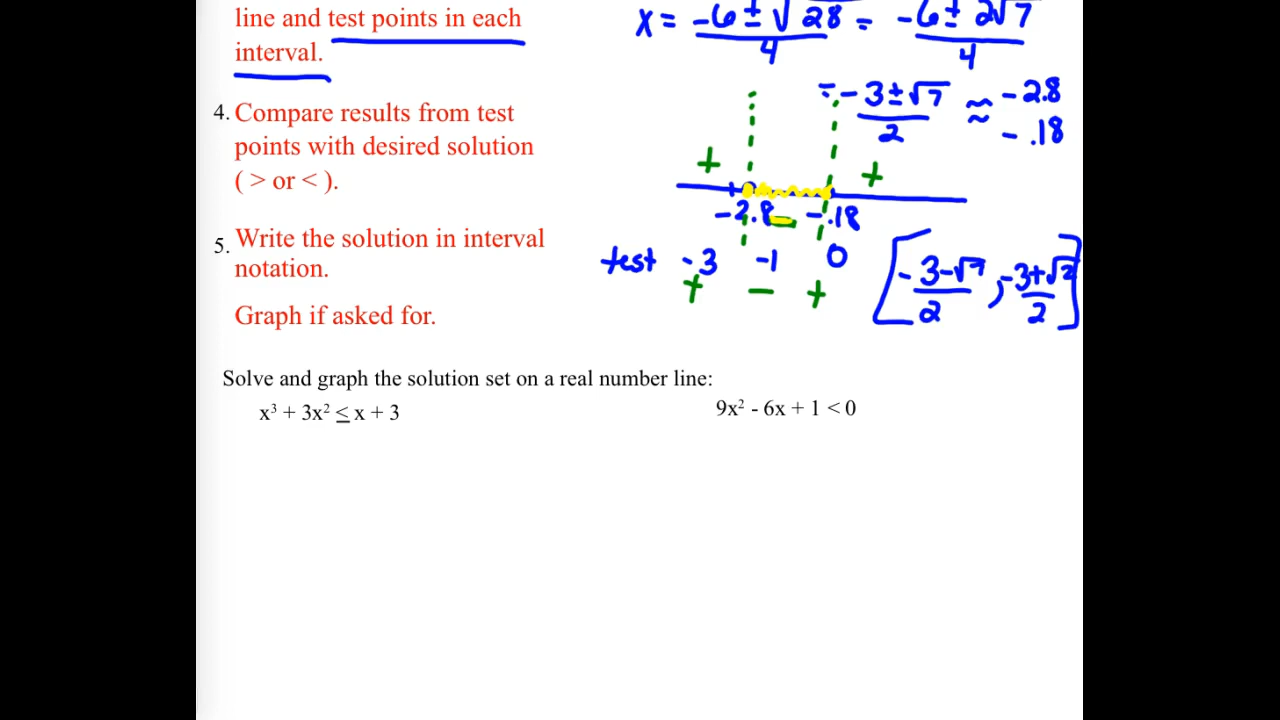 line and test points in each
interval.
4. Compare results from test
points with desired solution
( > or < ).
5. Write the solution in interval
notation.
Graph if asked for.
x = -6 ± √28 / 4 = -6 ± 2√7 / 4
= -3 ± √7 / 2 ≈ -2.8
≈ -.18
+ +
-2.8 - -.18
test -3 -1 0
+ - +
[ -3-√7 / 2 , -3+√7 / 2 ]
Solve and graph the solution set on a real number line:
x³ + 3x² ≤ x + 3
9x² - 6x + 1 < 0